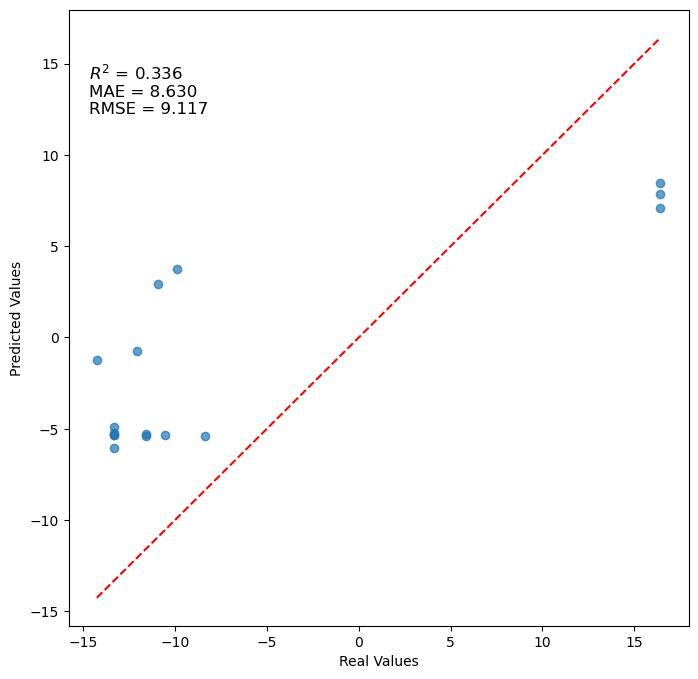 R² = 0.336
MAE = 8.630
RMSE = 9.117
15
10
5
0
−5
−10
−15
Predicted Values
−15 −10 −5 0 5 10 15
Real Values